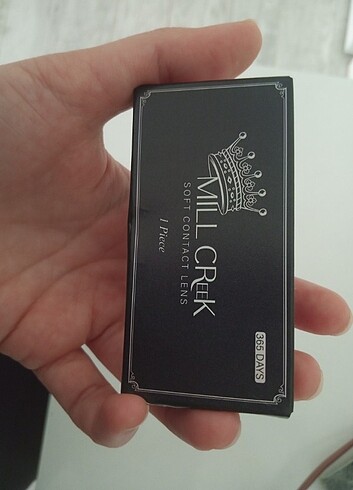 MILL CREEK
SOFT CONTACT LENS
1 Piece
365 DAYS